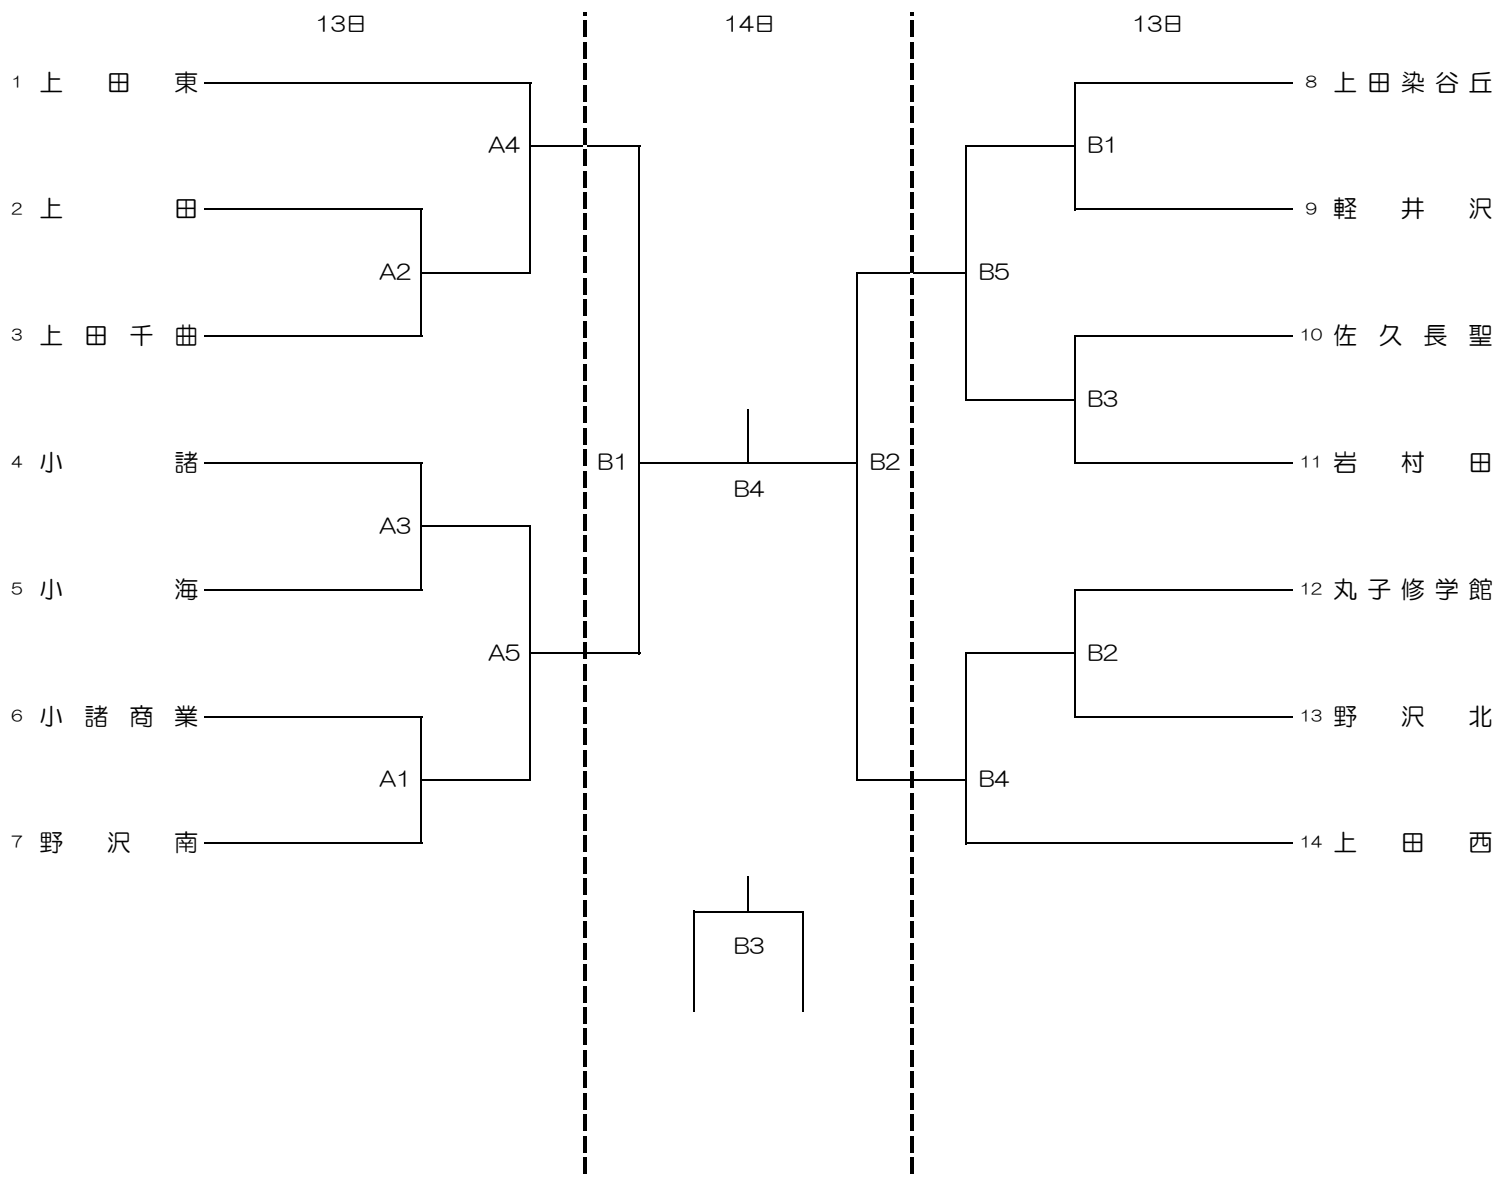 13日 14日 13日
1 上田東
8 上田染谷丘
A4
B1
2 上田
9 軽井沢
A2
B5
3 上田千曲
10 佐久長聖
B3
4 小諸
B1
B2
11 岩村田
B4
A3
5 小海
12 丸子修学館
A5
B2
6 小諸商業
13 野沢北
A1
B4
7 野沢南
14 上田西
B3